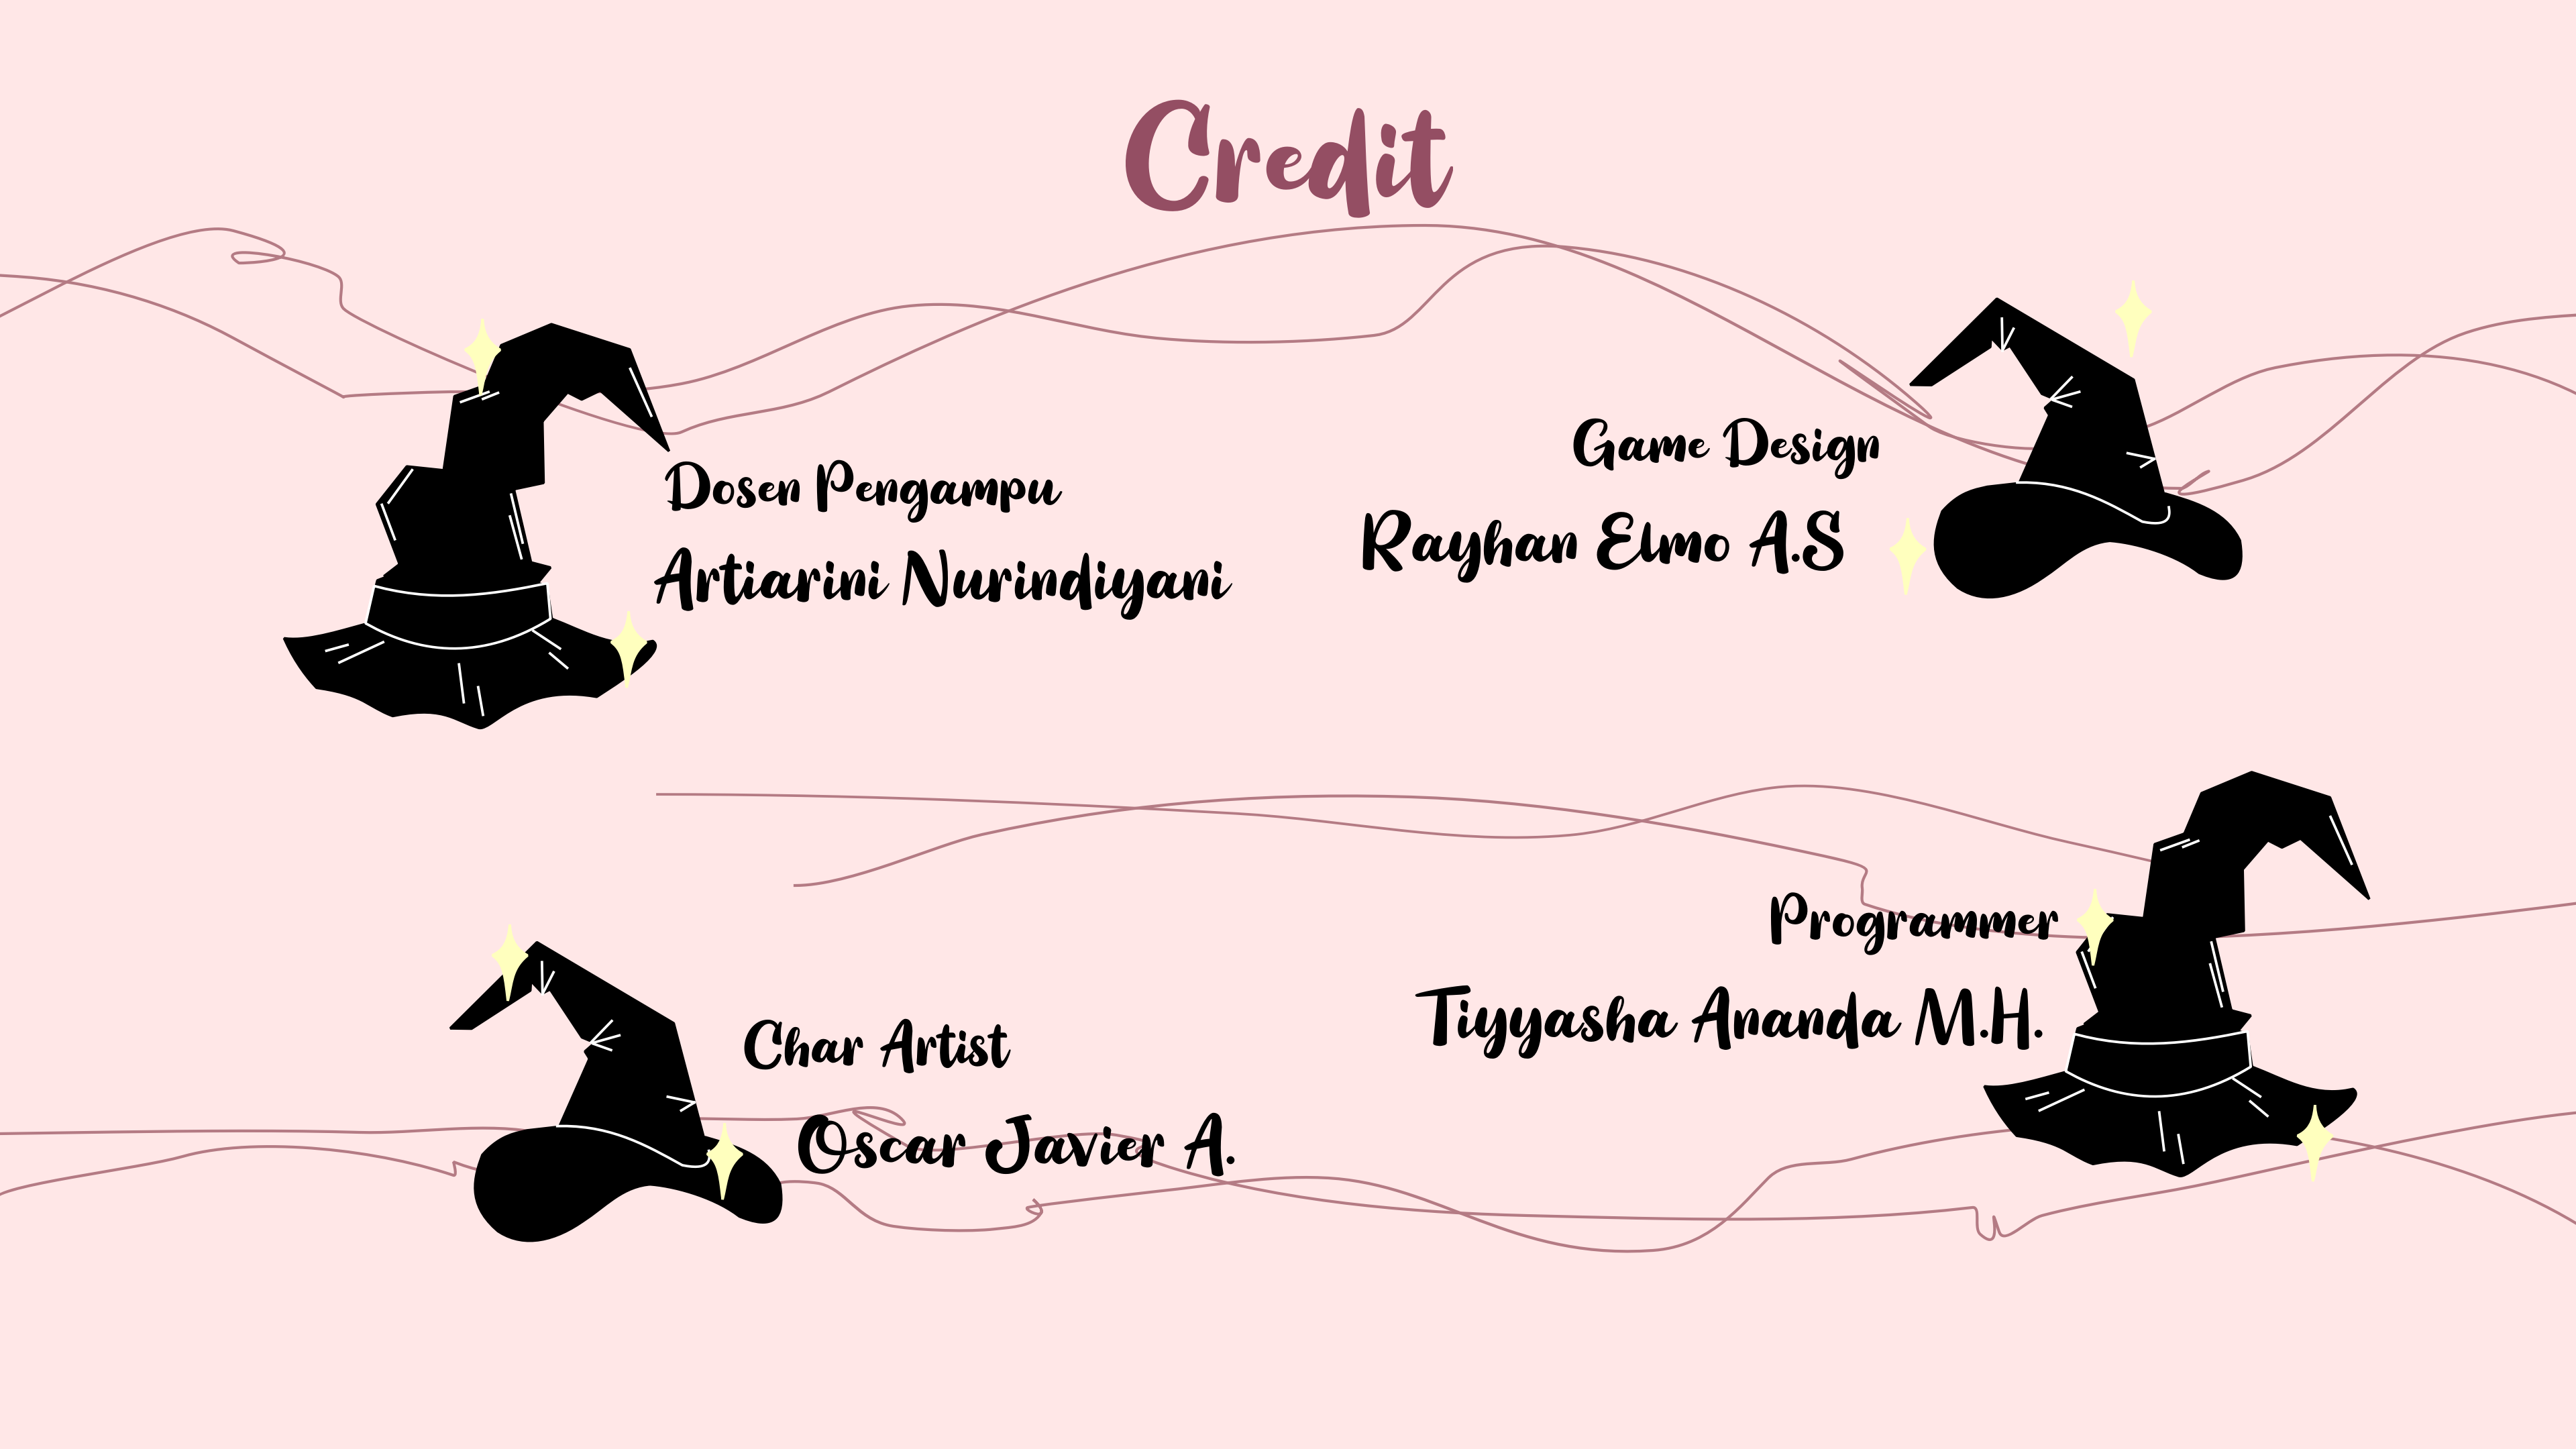 Credit
Dosen Pengampu
Artiarini Nurindiyani
Game Design
Rayhan Elmo A.S
Char Artist
Oscar Javier A.
Programmer
Tiyyasha Ananda M.H.